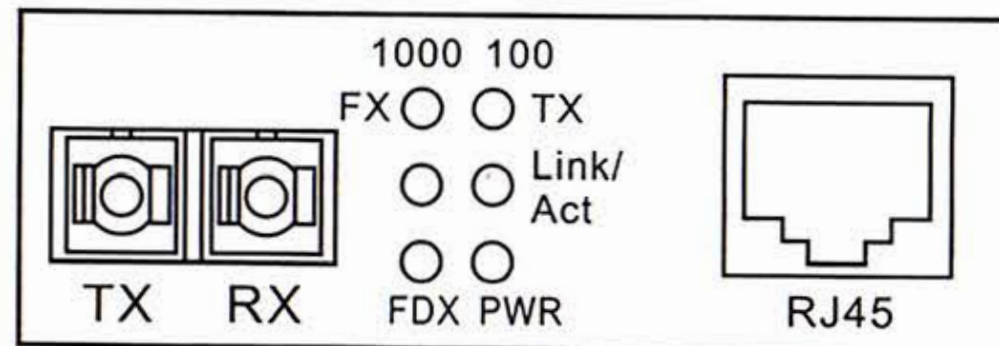 1000 100
FX TX
Link/
Act
TX RX
FDX PWR
RJ45